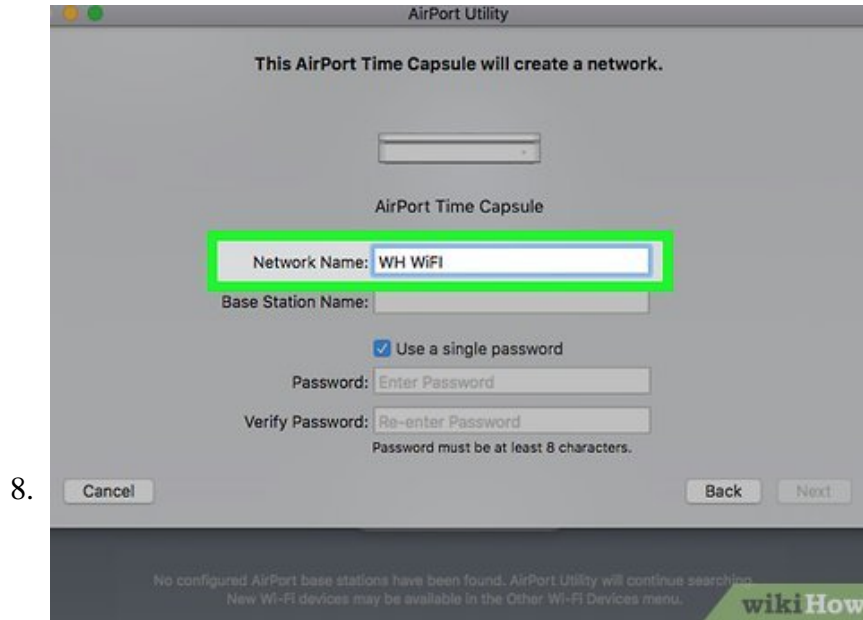 AirPort Utility
This AirPort Time Capsule will create a network.
AirPort Time Capsule
Network Name: WH WiFI
Base Station Name:
Use a single password
Password: Enter Password
Verify Password: Re-enter Password
Password must be at least 8 characters.
8. Cancel Back Next
No configured AirPort base stations have been found. AirPort Utility will continue searching.
New Wi-Fi devices may be available in the Other Wi-Fi Devices menu.
wikiHow